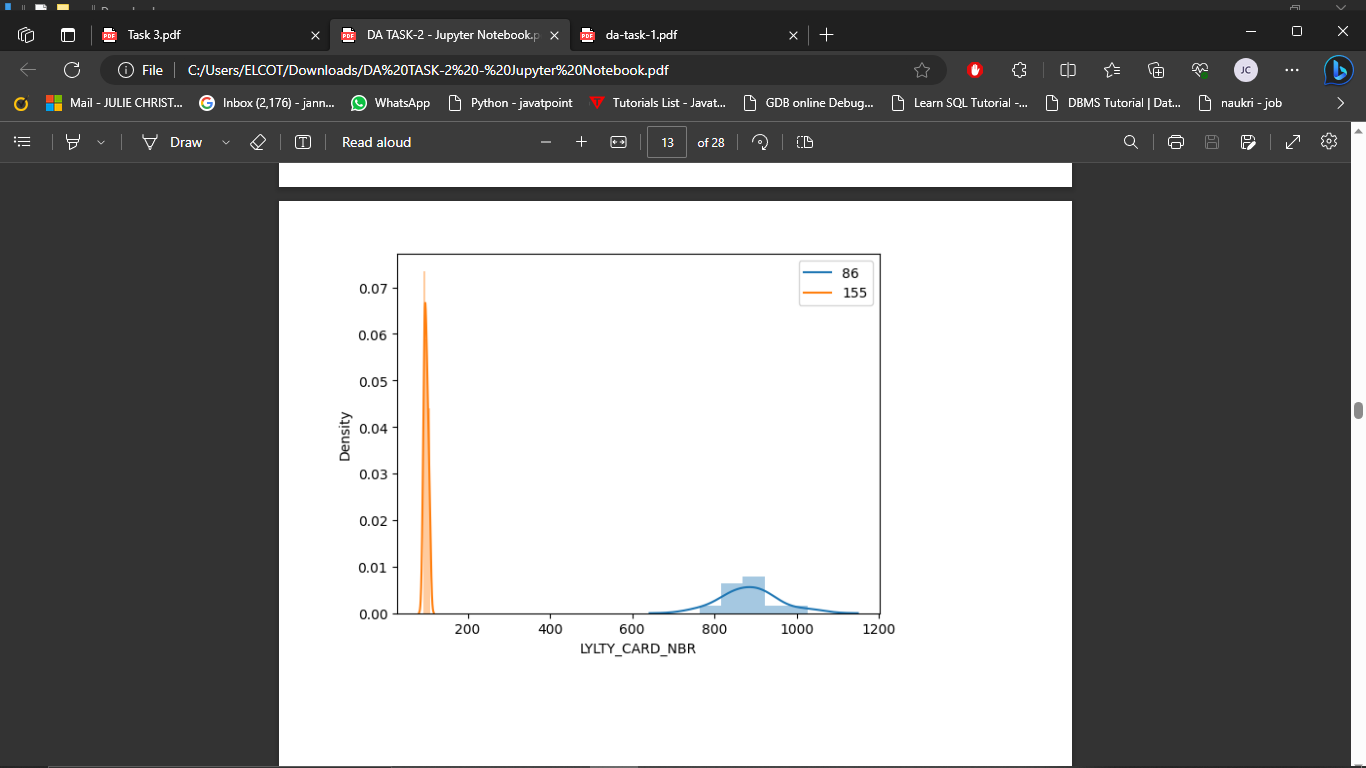 Task 3.pdf
DA TASK-2 - Jupyter Notebook.p
da-task-1.pdf
File
C:/Users/ELCOT/Downloads/DA%20TASK-2%20-%20Jupyter%20Notebook.pdf
JC
Mail - JULIE CHRIST...
Inbox (2,176) - jann...
WhatsApp
Python - javatpoint
Tutorials List - Javat...
GDB online Debug...
Learn SQL Tutorial -...
DBMS Tutorial | Dat...
naukri - job
Draw
Read aloud
13 of 28
86
155
0.07
0.06
0.05
0.04
0.03
0.02
0.01
0.00
Density
200 400 600 800 1000 1200
LYLTY_CARD_NBR